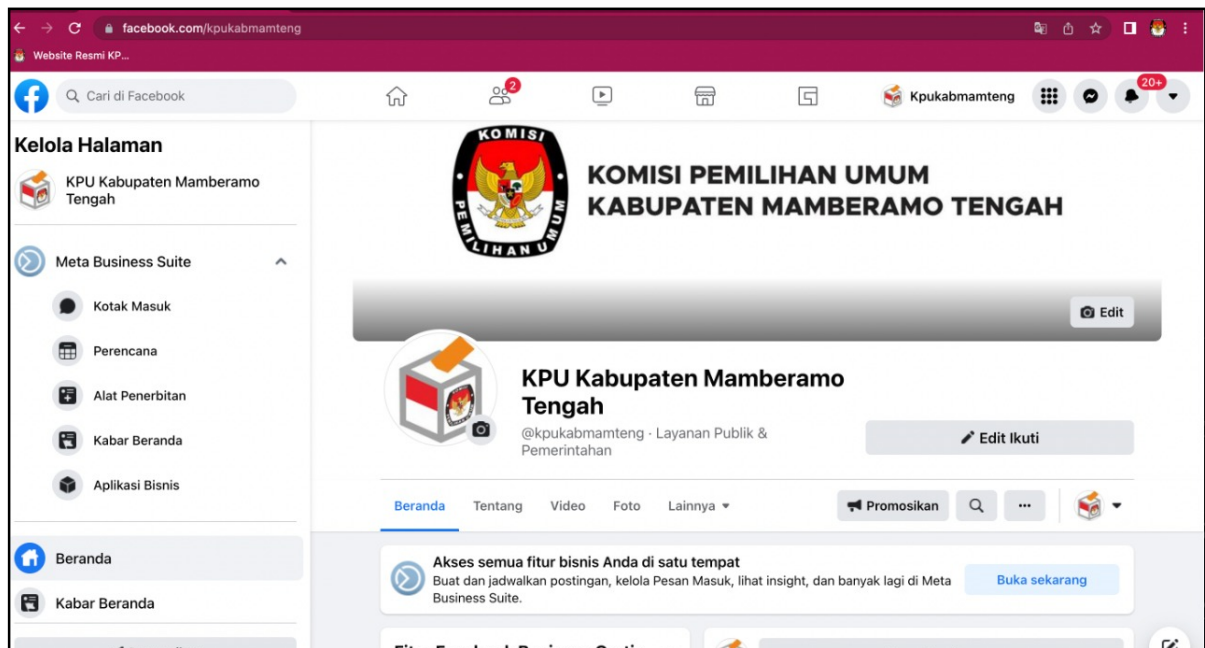 facebook.com/kpukabmamteng
Website Resmi KP...
Cari di Facebook
2
Kpukabmamteng
20+
Kelola Halaman
KPU Kabupaten Mamberamo
Tengah
Meta Business Suite
Kotak Masuk
Perencana
Alat Penerbitan
Kabar Beranda
Aplikasi Bisnis
Beranda
Kabar Beranda
KOMISI
PEMILIHAN UMUM
KOMISI PEMILIHAN UMUM
KABUPATEN MAMBERAMO TENGAH
Edit
KPU Kabupaten Mamberamo
Tengah
@kpukabmamteng · Layanan Publik &
Pemerintahan
Edit Ikuti
Beranda Tentang Video Foto Lainnya
Promosikan
Akses semua fitur bisnis Anda di satu tempat
Buat dan jadwalkan postingan, kelola Pesan Masuk, lihat insight, dan banyak lagi di Meta
Business Suite.
Buka sekarang